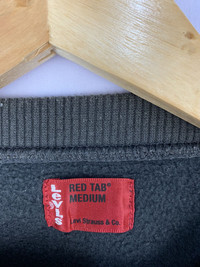 Levi's
RED TAB®
MEDIUM
Levi Strauss & Co.